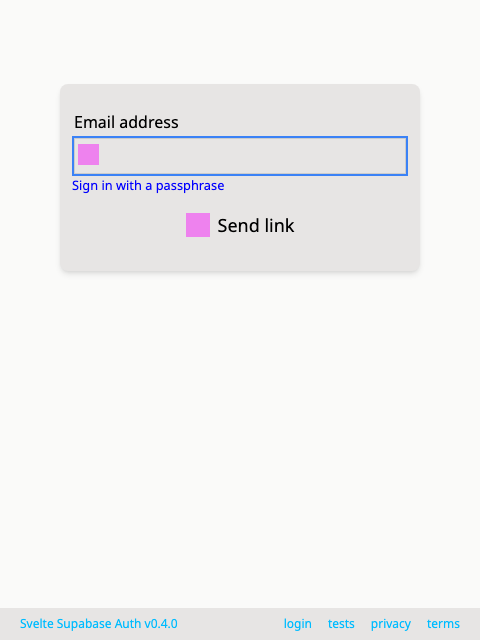 Email address
Sign in with a passphrase
Send link
Svelte Supabase Auth v0.4.0 login tests privacy terms